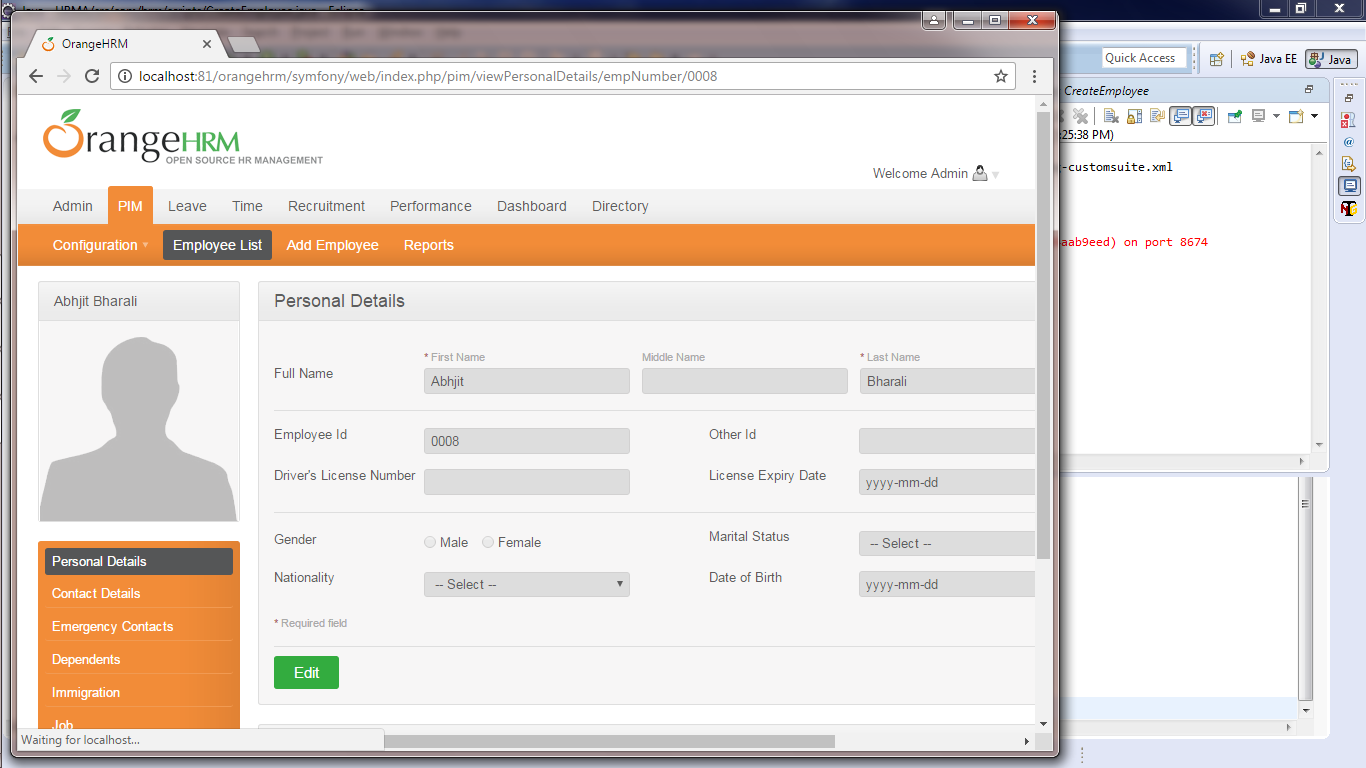 OrangeHRM
localhost:81/orangehrm/symfony/web/index.php/pim/viewPersonalDetails/empNumber/0008
Quick Access
Java EE
Java
CreateEmployee
:25:38 PM)
-customsuite.xml
aab9eed) on port 8674
OrangeHRM
OPEN SOURCE HR MANAGEMENT
Welcome Admin
Admin PIM Leave Time Recruitment Performance Dashboard Directory
Configuration Employee List Add Employee Reports
Abhjit Bharali
Personal Details
* First Name Middle Name * Last Name
Full Name Abhjit Bharali
Employee Id 0008 Other Id
Driver's License Number License Expiry Date yyyy-mm-dd
Gender Male Female Marital Status -- Select --
Nationality -- Select -- Date of Birth yyyy-mm-dd
* Required field
Edit
Personal Details
Contact Details
Emergency Contacts
Dependents
Immigration
Job
Waiting for localhost...